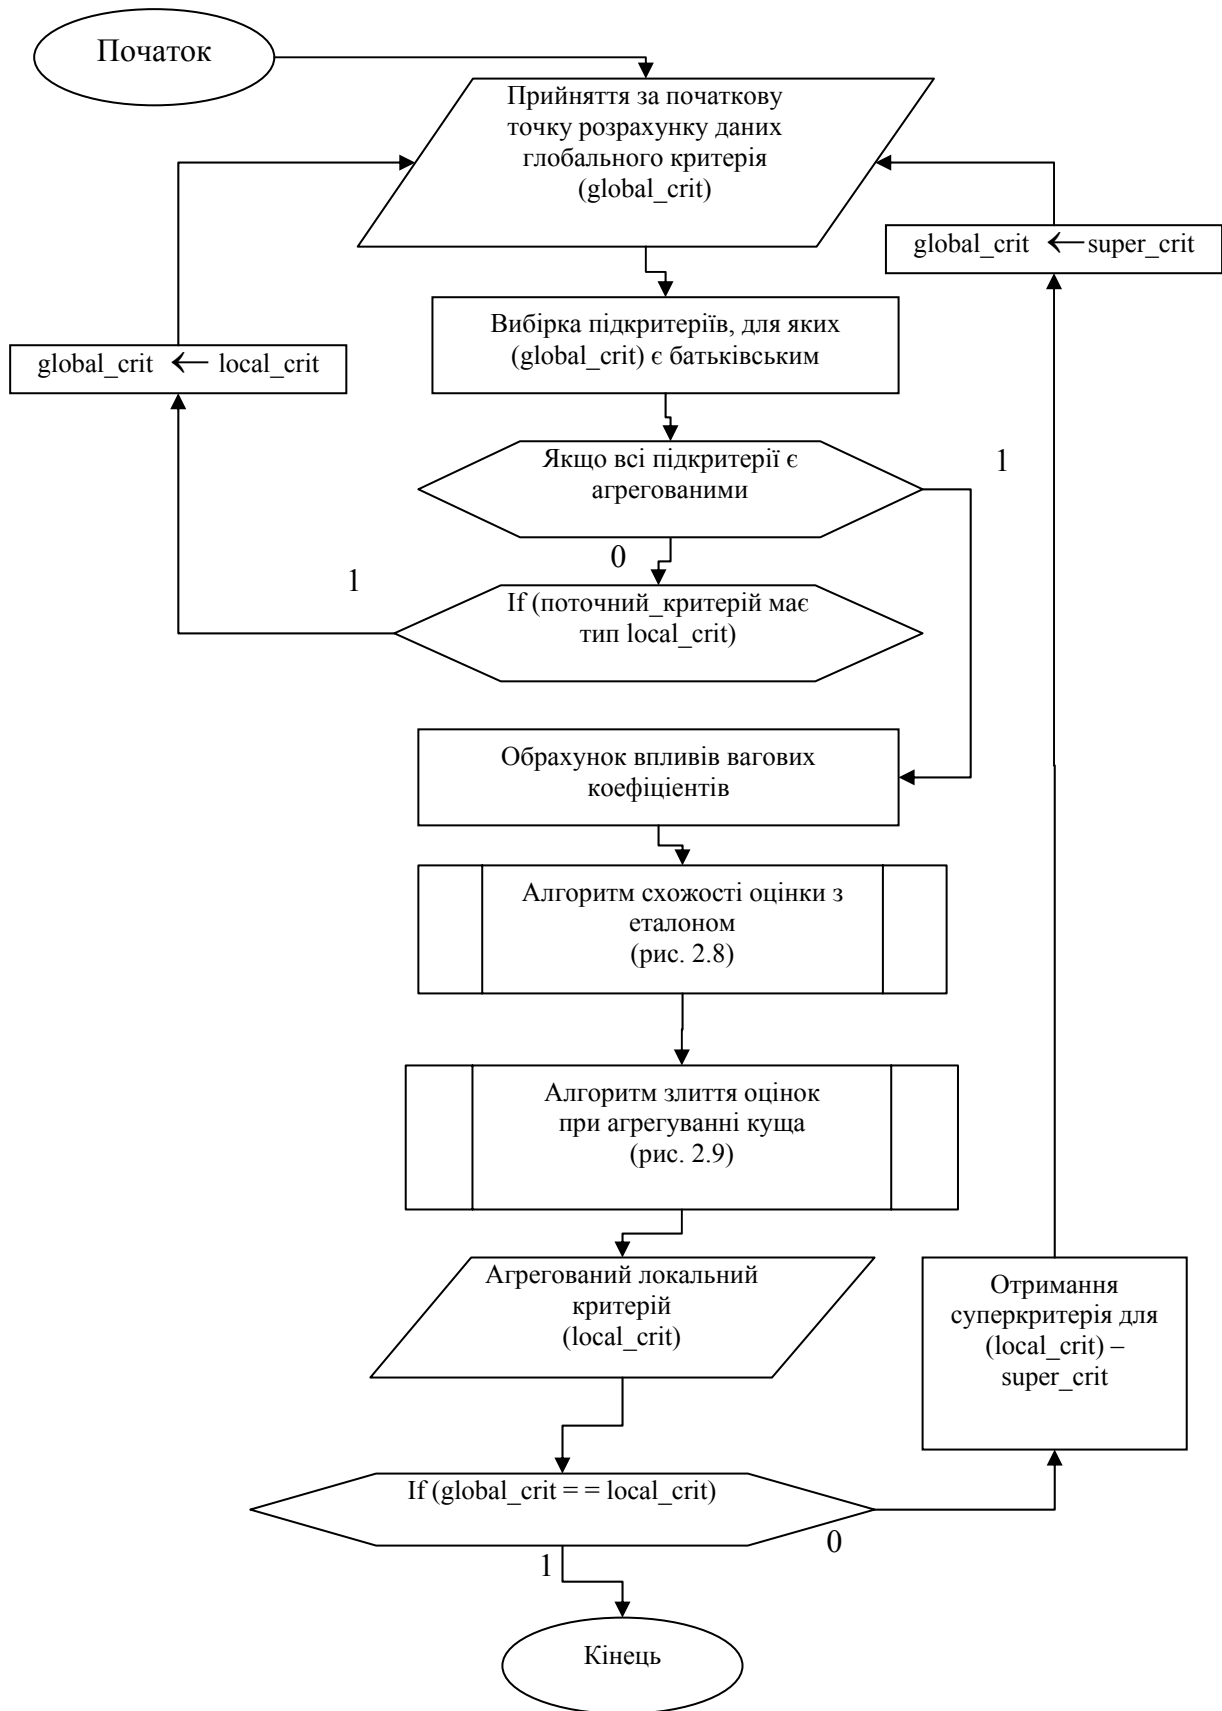 Початок
Прийняття за початкову
точку розрахунку даних
глобального критерія
(global_crit)
global_crit ← super_crit
Вибірка підкритеріїв, для яких
(global_crit) є батьківським
global_crit ← local_crit
Якщо всі підкритерії є
агрегованими
1
0
1
If (поточний_критерій має
тип local_crit)
Обрахунок впливів вагових
коефіцієнтів
Алгоритм схожості оцінки з
еталоном
(рис. 2.8)
Алгоритм злиття оцінок
при агрегуванні куща
(рис. 2.9)
Агрегований локальний
критерій
(local_crit)
Отримання
суперкритерія для
(local_crit) –
super_crit
If (global_crit = = local_crit)
0
1
Кінець